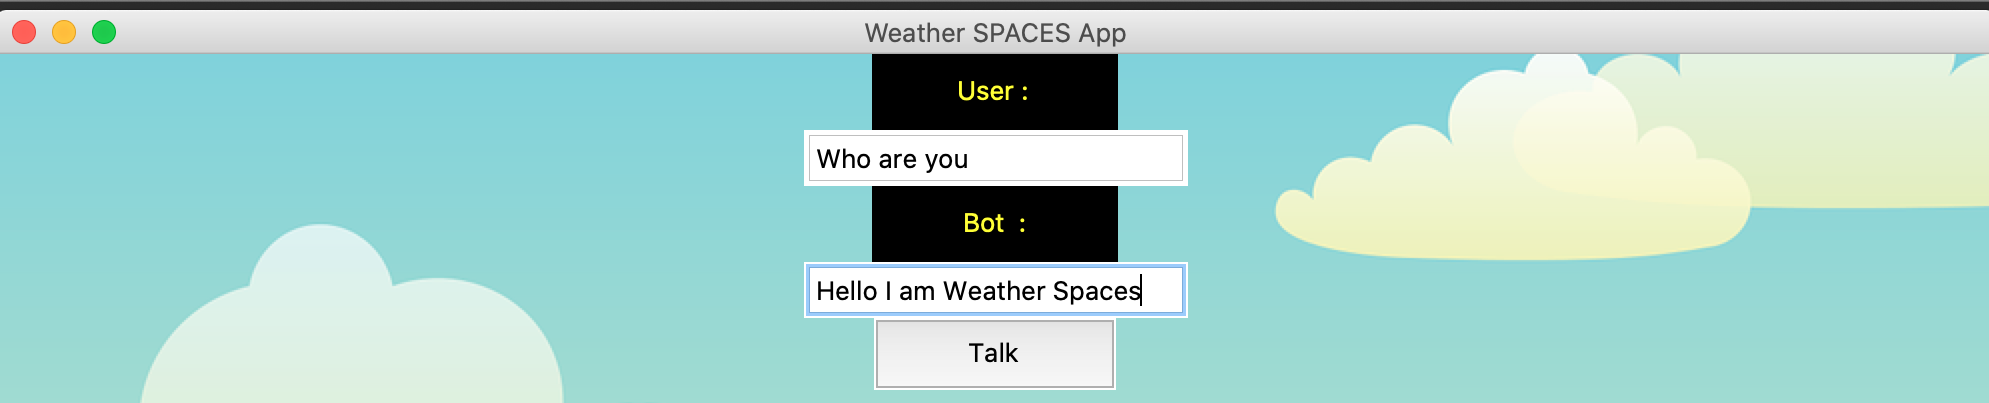 Weather SPACES App
User :
Who are you
Bot  :
Hello I am Weather Spaces
Talk